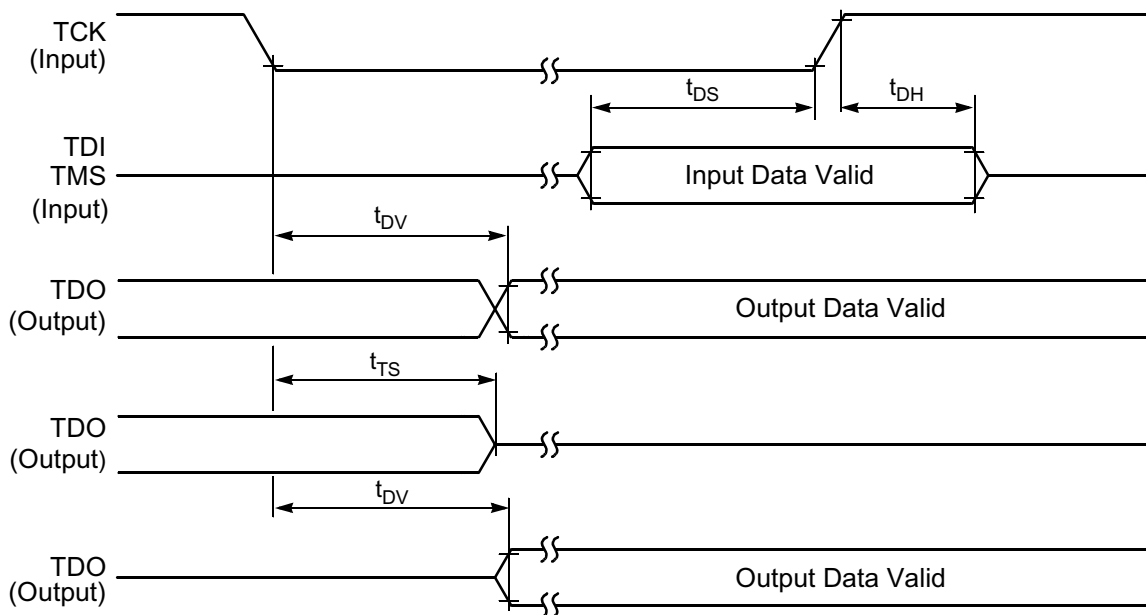 TCK
(Input)
tDS
tDH
TDI
TMS
(Input)
Input Data Valid
tDV
TDO
(Output)
Output Data Valid
tTS
TDO
(Output)
tDV
TDO
(Output)
Output Data Valid